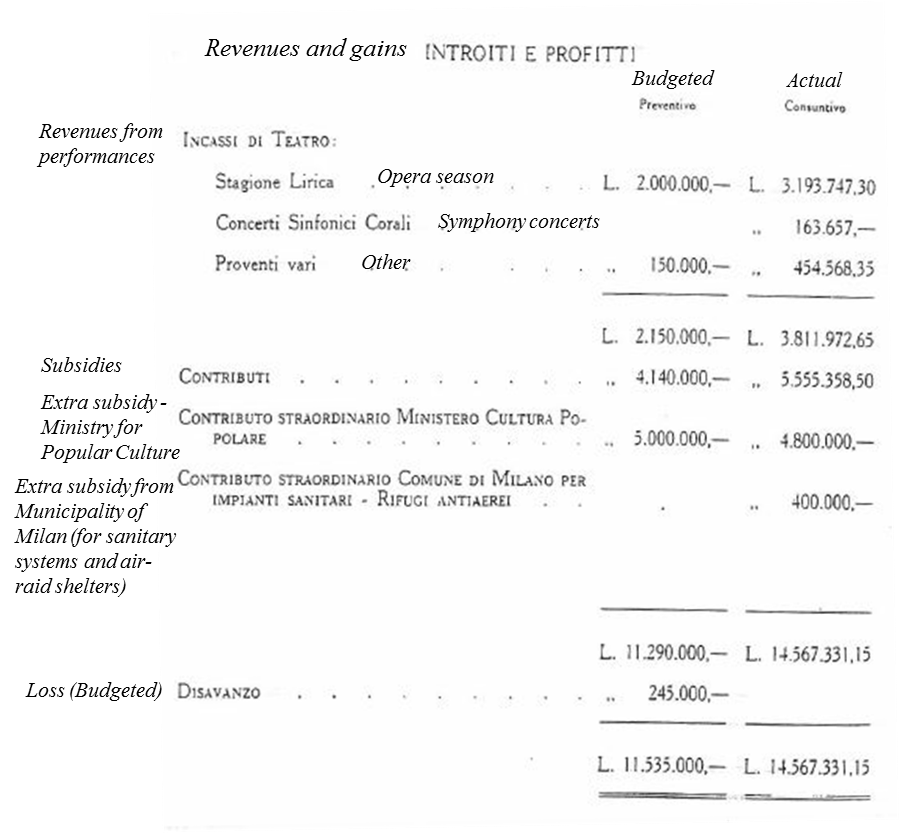 Revenues and gains INTROITI E PROFITTI
Budgeted Actual
Preventivo Consuntivo
Revenues from
performances
INCASSI DI TEATRO:
Stagione Lirica . Opera season . . . . L. 2.000.000,— L. 3.193.747,30
Concerti Sinfonici Corali Symphony concerts „ 163.657,—
Proventi vari Other . . . . „ 150.000,— „ 454.568,35
L. 2.150.000,— L. 3.811.972,65
Subsidies
CONTRIBUTI . . . . . . . . . „ 4.140.000,— „ 5.555.358,50
Extra subsidy -
Ministry for
Popular Culture
CONTRIBUTO STRAORDINARIO MINISTERO CULTURA PO-
POLARE . . . . . . . . . „ 5.000.000,— „ 4.800.000,—
Extra subsidy from
Municipality of
Milan (for sanitary
systems and air-
raid shelters)
CONTRIBUTO STRAORDINARIO COMUNE DI MILANO PER
IMPIANTI SANITARI - RIFUGI ANTIAEREI . . . „ 400.000,—
L. 11.290.000,— L. 14.567.331,15
Loss (Budgeted) DISAVANZO . . . . . . . . . „ 245.000,—
L. 11.535.000,— L. 14.567.331,15